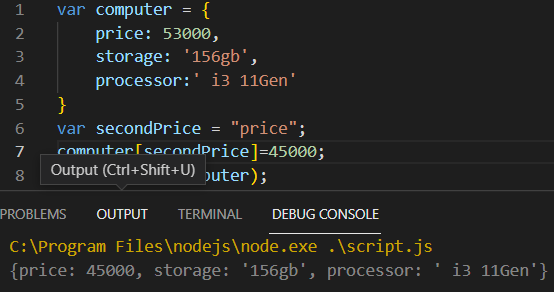 1 var computer = {
2 price: 53000,
3 storage: '156gb',
4 processor:' i3 11Gen'
5 }
6 var secondPrice = "price";
7 computer[secondPrice]=45000;
Output (Ctrl+Shift+U)
8 puter);
PROBLEMS OUTPUT TERMINAL DEBUG CONSOLE
C:\Program Files\nodejs\node.exe .\script.js
{price: 45000, storage: '156gb', processor: ' i3 11Gen'}